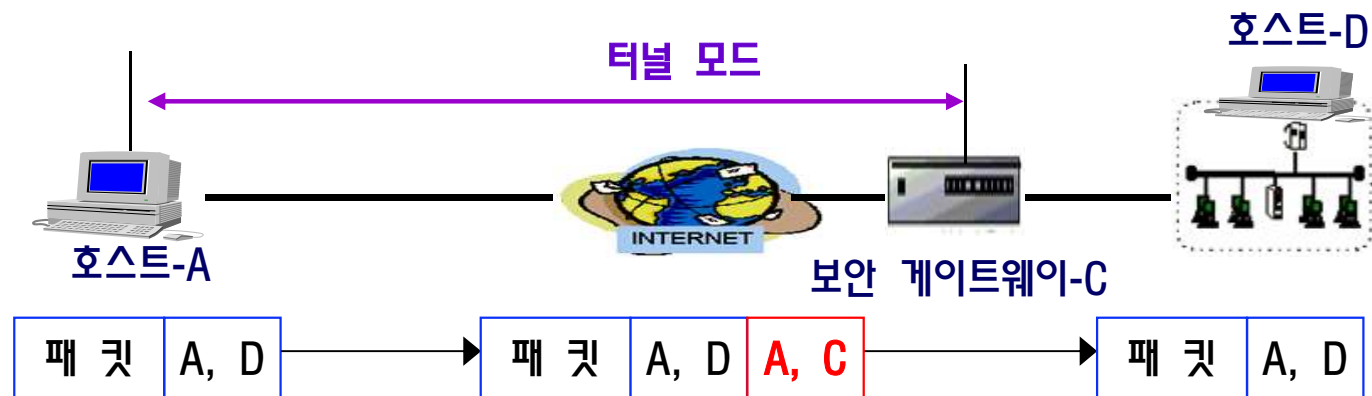 호스트-D
터널 모드
INTERNET
호스트-A
보안 게이트웨이-C
패 킷 A, D 패 킷 A, D A, C 패 킷 A, D